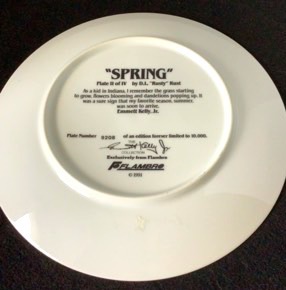 "SPRING"
Plate II of IV by D.L. "Rusty" Rust
As a kid in Indiana, I remember the grass starting
to grow, flowers blooming and dandelions popping up. It
was a sure sign that my favorite season, summer,
was soon to arrive.
Emmett Kelly, Jr.
Plate Number of an edition forever limited to 10,000.
THE
COLLECTION
Exclusively from Flambro
FLAMBRO